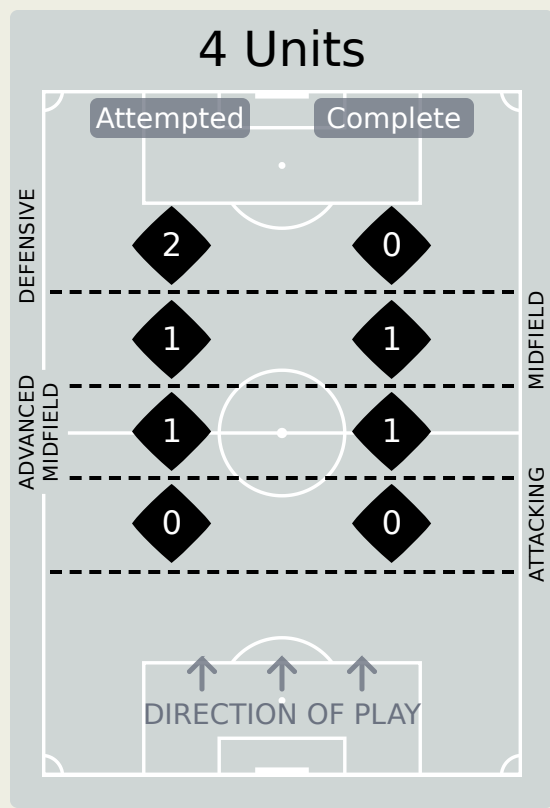 4 Units
Attempted
Complete
DEFENSIVE
2
0
MIDFIELD
1
1
ADVANCED
MIDFIELD
1
1
ATTACKING
0
0
DIRECTION OF PLAY